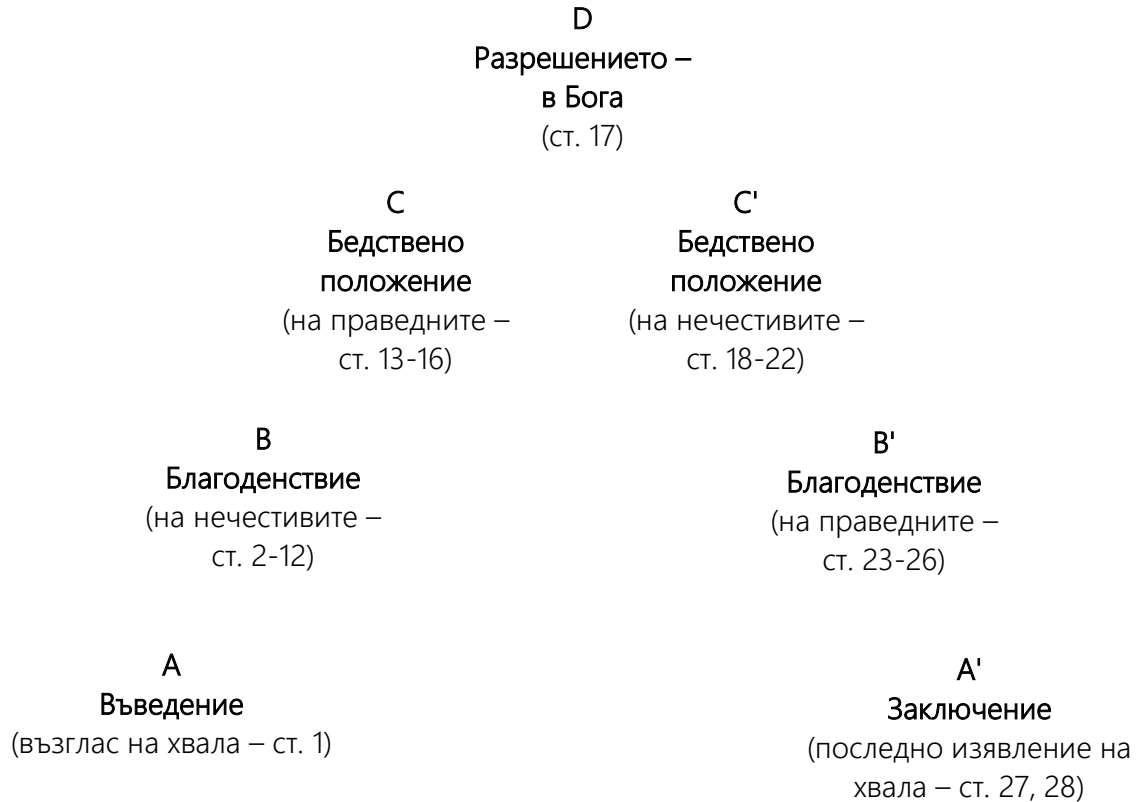 D
Разрешението –
в Бога
(ст. 17)
C
Бедствено
положение
(на праведните –
ст. 13-16)
C'
Бедствено
положение
(на нечестивите –
ст. 18-22)
B
Благоденствие
(на нечестивите –
ст. 2-12)
B'
Благоденствие
(на праведните –
ст. 23-26)
A
Въведение
(възглас на хвала – ст. 1)
A'
Заключение
(последно изявление на
хвала – ст. 27, 28)